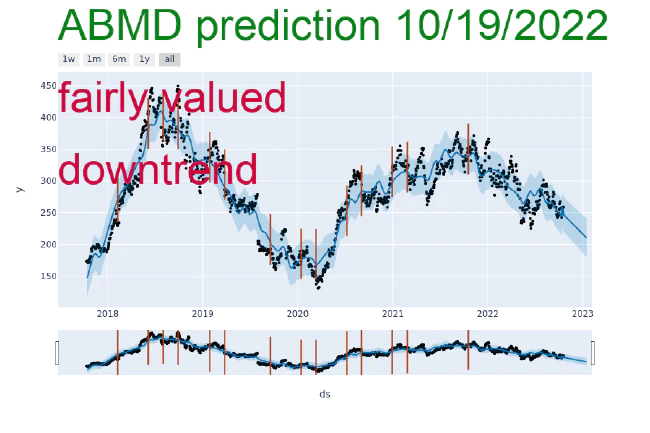 ABMD prediction 10/19/2022
1w 1m 6m 1y all
fairly valued
downtrend
450
400
350
300
250
200
150
y
2018 2019 2020 2021 2022 2023
ds